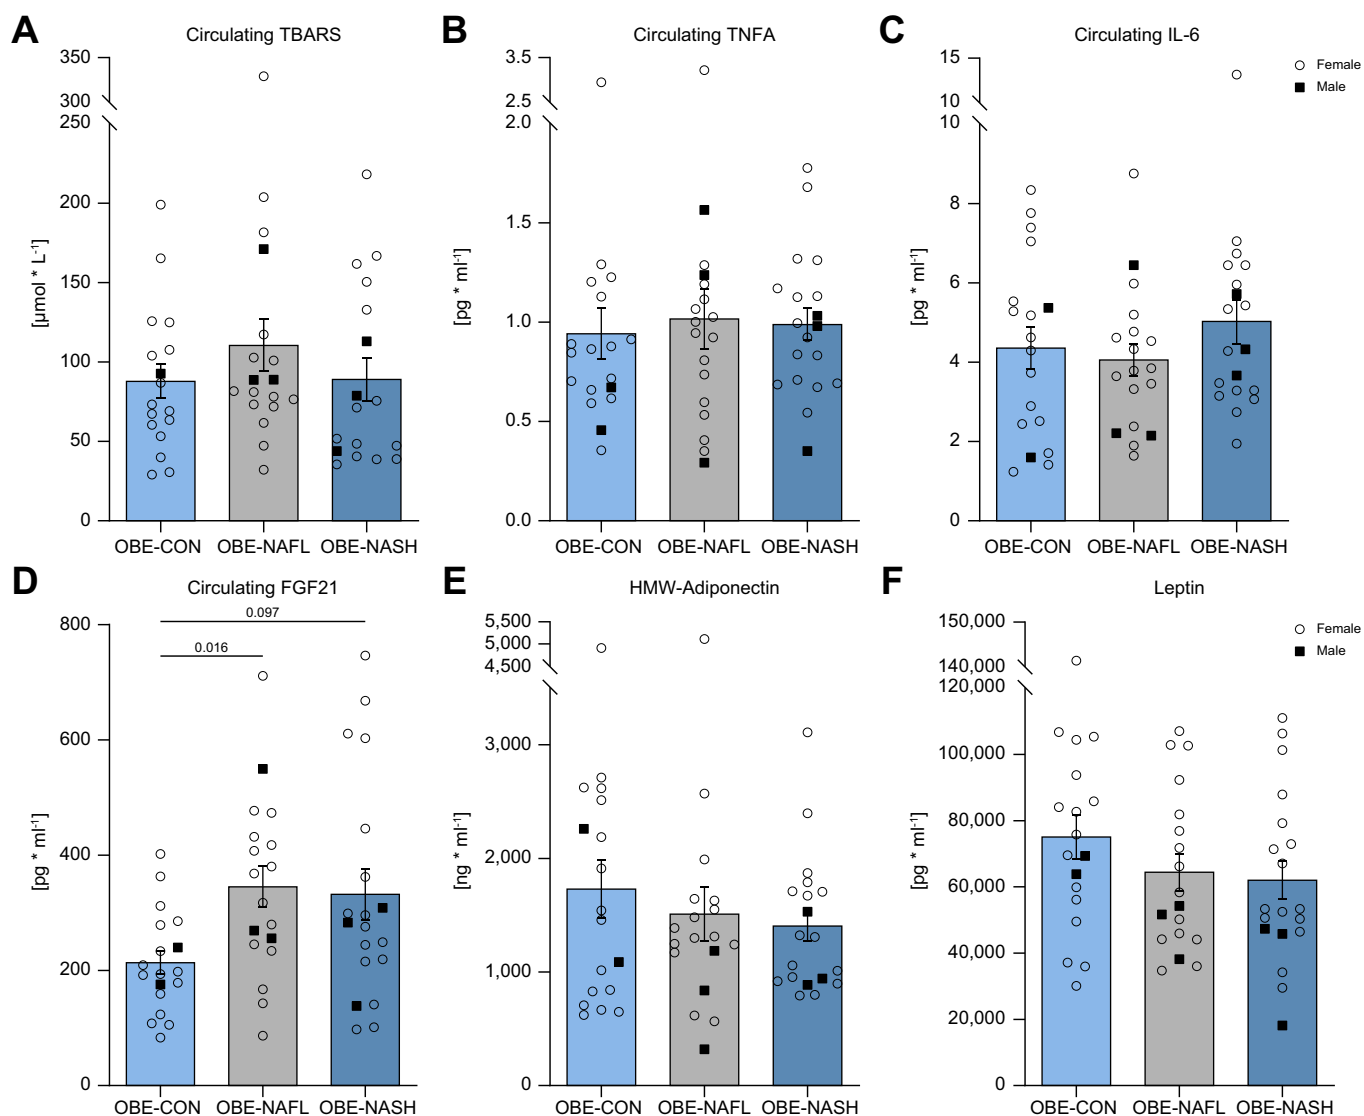 A
Circulating TBARS
350
300
250
200
150
100
50
0
[µmol * L-1]
OBE-CON OBE-NAFL OBE-NASH
B
Circulating TNFA
3.5
2.5
2.0
1.5
1.0
0.5
0.0
[pg * ml-1]
OBE-CON OBE-NAFL OBE-NASH
C
Circulating IL-6
15
10
10
8
6
4
2
0
[pg * ml-1]
OBE-CON OBE-NAFL OBE-NASH
Female
Male
D
Circulating FGF21
0.097
0.016
800
600
400
200
0
[pg * ml-1]
OBE-CON OBE-NAFL OBE-NASH
E
HMW-Adiponectin
5,500
5,000
4,500
3,000
2,000
1,000
0
[ng * ml-1]
OBE-CON OBE-NAFL OBE-NASH
F
Leptin
150,000
140,000
120,000
100,000
80,000
60,000
40,000
20,000
0
[pg * ml-1]
OBE-CON OBE-NAFL OBE-NASH
Female
Male